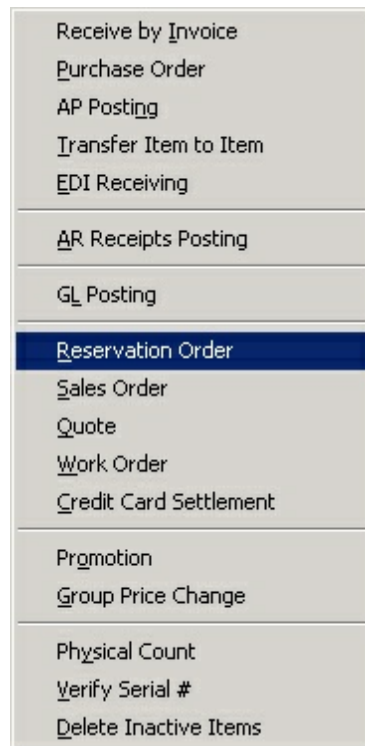 Receive by Invoice
Purchase Order
AP Posting
Transfer Item to Item
EDI Receiving
AR Receipts Posting
GL Posting
Reservation Order
Sales Order
Quote
Work Order
Credit Card Settlement
Promotion
Group Price Change
Physical Count
Verify Serial #
Delete Inactive Items